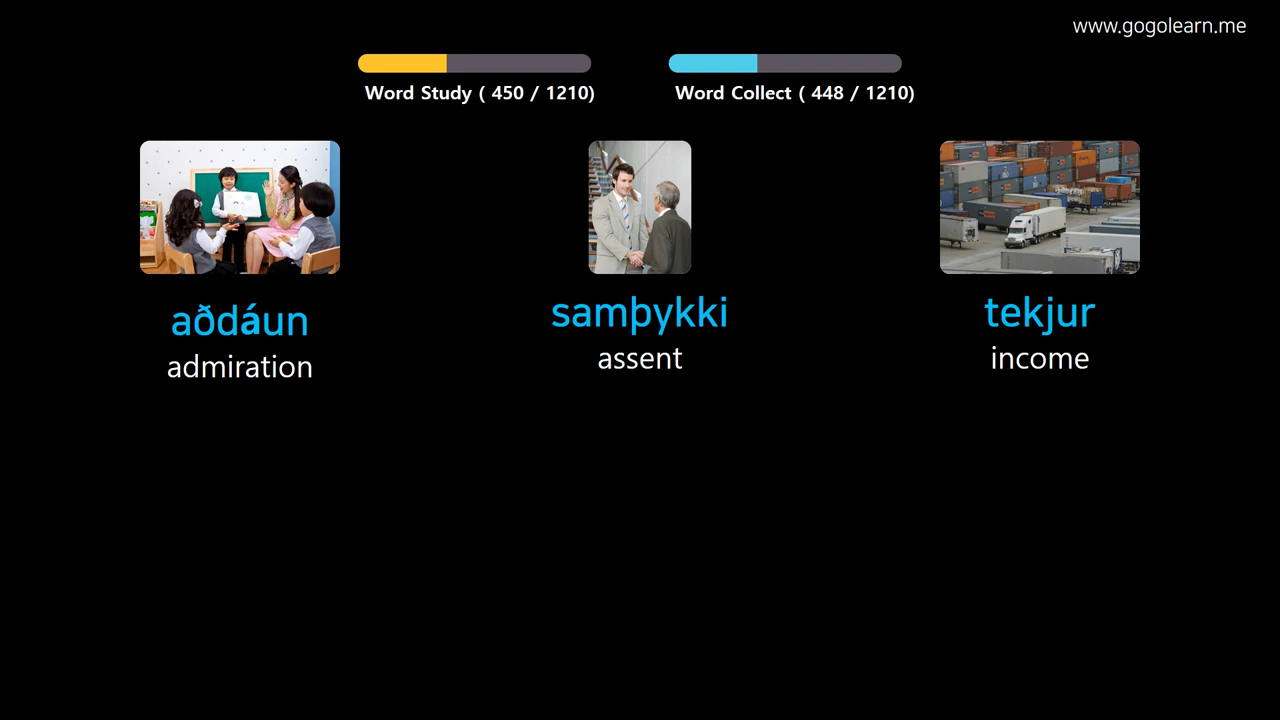 www.gogolearn.me
Word Study ( 450 / 1210)
Word Collect ( 448 / 1210)
aðdáun
admiration
samþykki
assent
tekjur
income